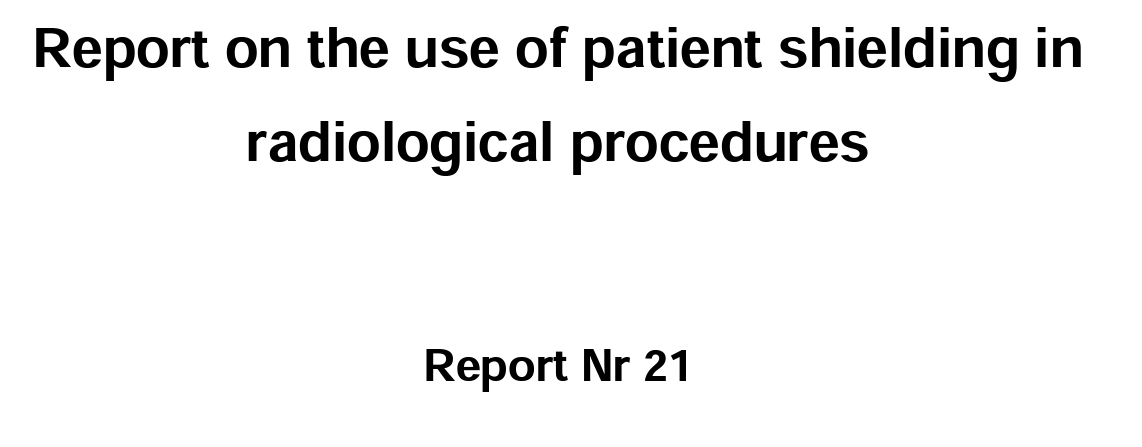 Report on the use of patient shielding in
radiological procedures
Report Nr 21